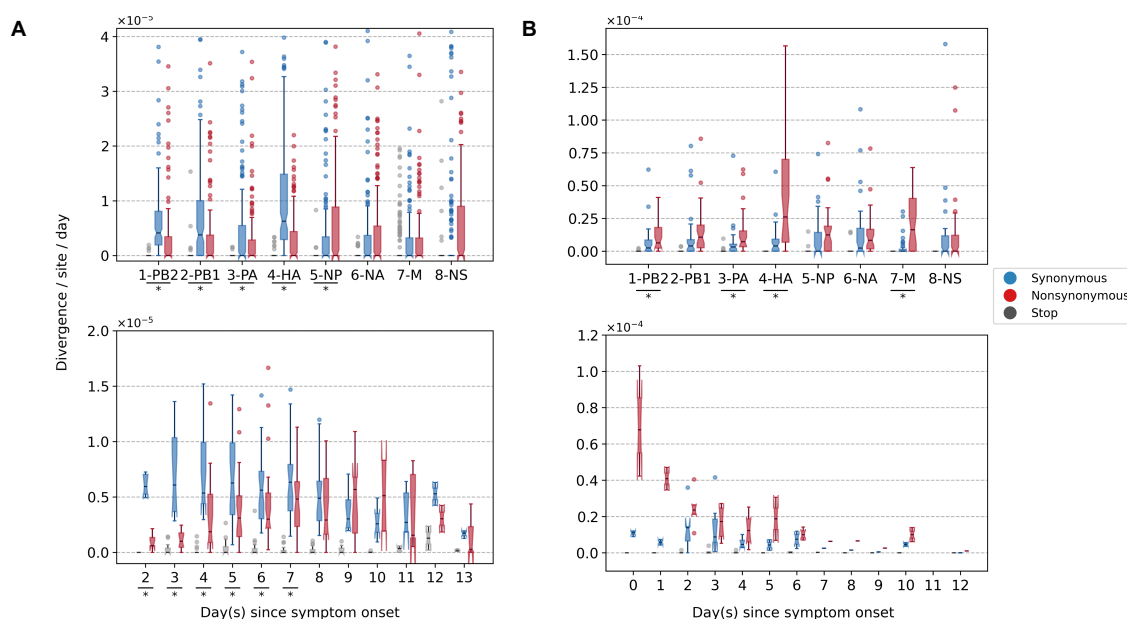 A
B
×10⁻⁵
4
3
2
1
0
1-PB2 2-PB1 3-PA 4-HA 5-NP 6-NA 7-M 8-NS
* * * * *
×10⁻⁴
1.50
1.25
1.00
0.75
0.50
0.25
0.00
1-PB2 2-PB1 3-PA 4-HA 5-NP 6-NA 7-M 8-NS
* * * *
Synonymous
Nonsynonymous
Stop
Divergence / site / day
×10⁻⁵
2.0
1.5
1.0
0.5
0.0
2 3 4 5 6 7 8 9 10 11 12 13
* * * * * *
Day(s) since symptom onset
×10⁻⁴
1.2
1.0
0.8
0.6
0.4
0.2
0.0
0 1 2 3 4 5 6 7 8 9 10 11 12
Day(s) since symptom onset